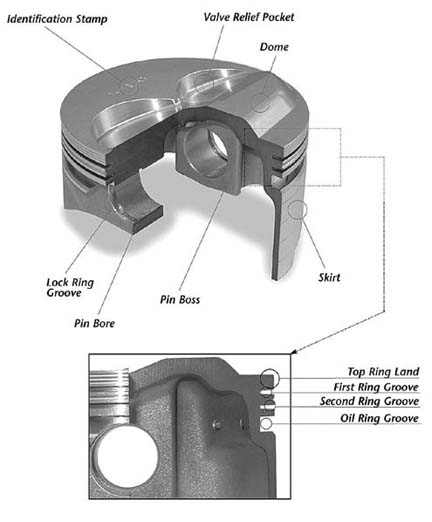 Identification Stamp
Valve Relief Pocket
Dome
Lock Ring
Groove
Pin Bore
Pin Boss
Skirt
Top Ring Land
First Ring Groove
Second Ring Groove
Oil Ring Groove